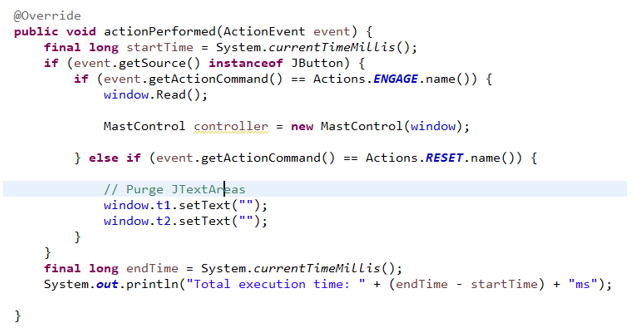 @Override
public void actionPerformed(ActionEvent event) {
final long startTime = System.currentTimeMillis();
if (event.getSource() instanceof JButton) {
if (event.getActionCommand() == Actions.ENGAGE.name()) {
window.Read();
MastControl controller = new MastControl(window);
} else if (event.getActionCommand() == Actions.RESET.name()) {
// Purge JTextAreas
window.t1.setText("");
window.t2.setText("");
}
}
final long endTime = System.currentTimeMillis();
System.out.println("Total execution time: " + (endTime - startTime) + "ms");
}